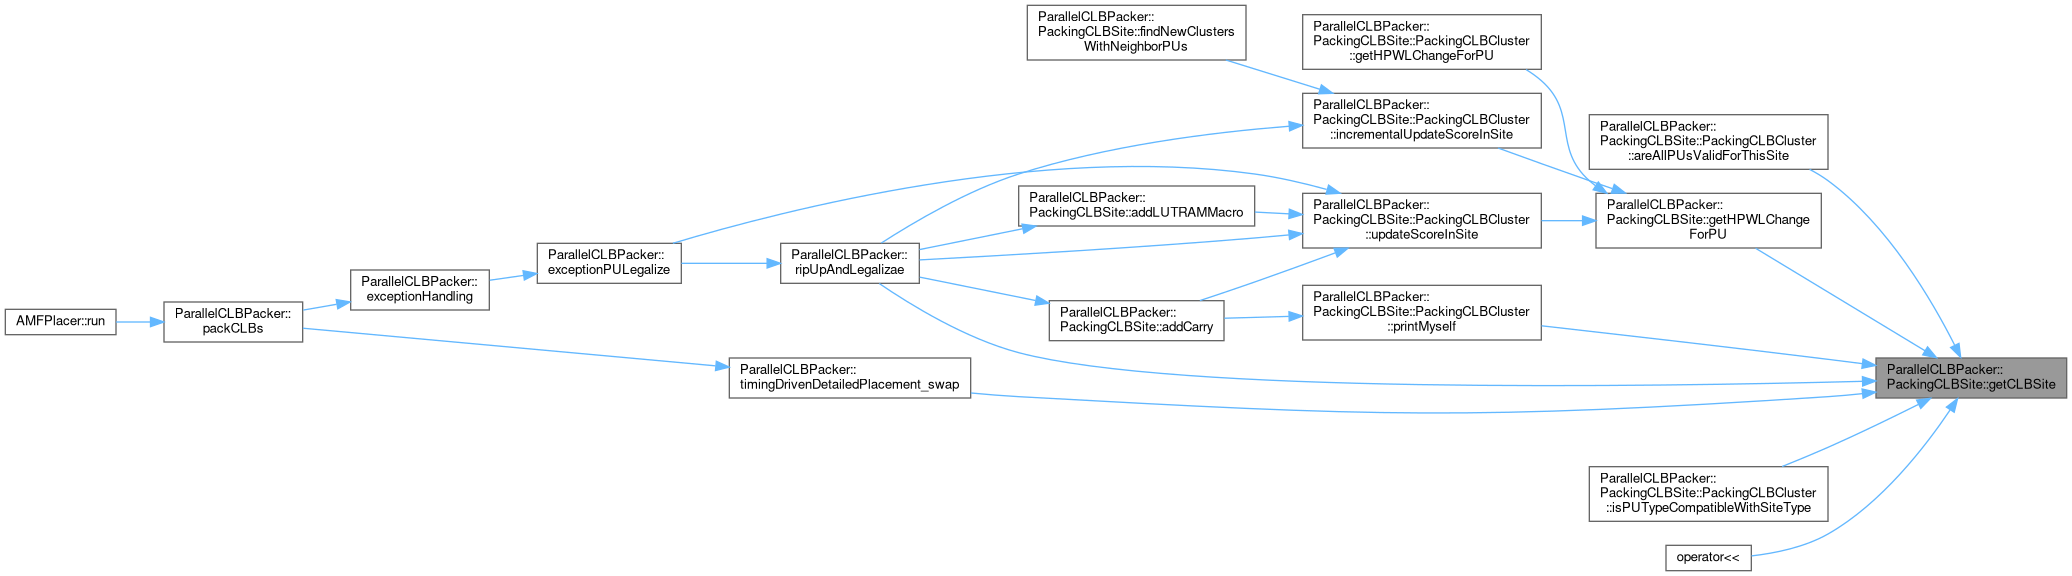 ParallelCLBPacker::
PackingCLBSite::findNewClusters
WithNeighborPUs
ParallelCLBPacker::
PackingCLBSite::PackingCLBCluster
::getHPWLChangeForPU
ParallelCLBPacker::
PackingCLBSite::PackingCLBCluster
::incrementalUpdateScoreInSite
ParallelCLBPacker::
PackingCLBSite::PackingCLBCluster
::areAllPUsValidForThisSite
ParallelCLBPacker::
PackingCLBSite::addLUTRAMMacro
ParallelCLBPacker::
PackingCLBSite::PackingCLBCluster
::updateScoreInSite
ParallelCLBPacker::
PackingCLBSite::getHPWLChange
ForPU
ParallelCLBPacker::
exceptionPULegalize
ParallelCLBPacker::
ripUpAndLegalizae
ParallelCLBPacker::
exceptionHandling
AMFPlacer::run
ParallelCLBPacker::
packCLBs
ParallelCLBPacker::
PackingCLBSite::addCarry
ParallelCLBPacker::
PackingCLBSite::PackingCLBCluster
::printMyself
ParallelCLBPacker::
timingDrivenDetailedPlacement_swap
ParallelCLBPacker::
PackingCLBSite::getCLBSite
ParallelCLBPacker::
PackingCLBSite::PackingCLBCluster
::isPUTypeCompatibleWithSiteType
operator<<